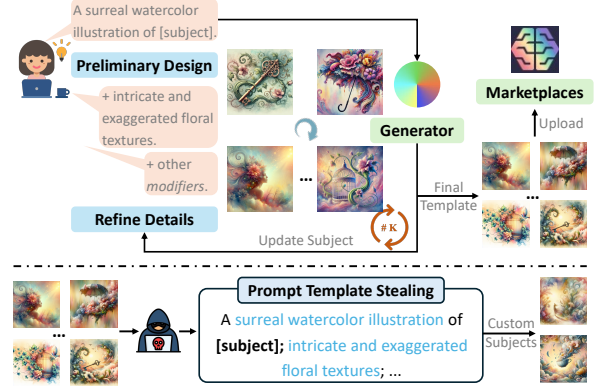 A surreal watercolor
illustration of [subject].
Preliminary Design
+ intricate and
exaggerated floral
textures.
+ other
modifiers.
Refine Details
...
Generator
Marketplaces
Upload
Final
Template
...
# K
Update Subject
...
Prompt Template Stealing
A surreal watercolor illustration of
[subject]; intricate and exaggerated
floral textures; ...
Custom
Subjects